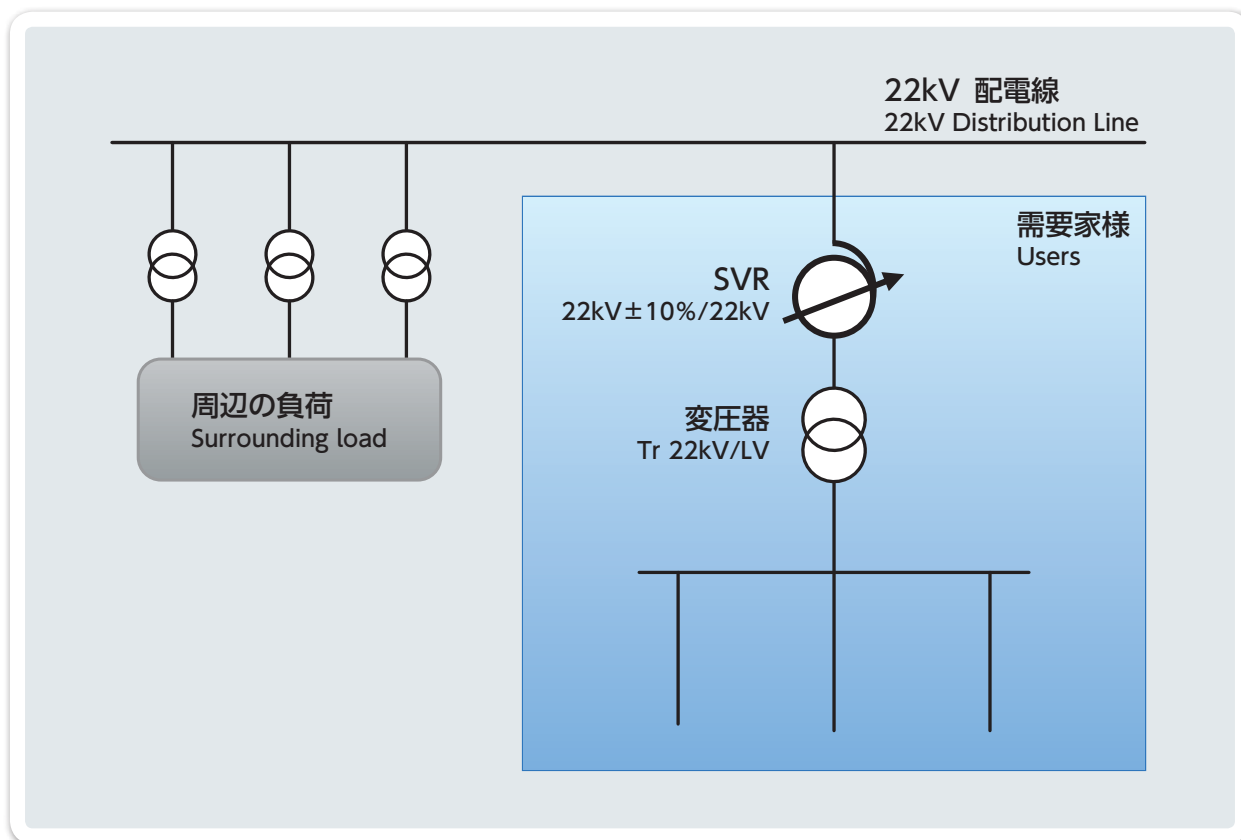 22kV 配電線
22kV Distribution Line
需要家様
Users
SVR
22kV±10%/22kV
変圧器
Tr 22kV/LV
周辺の負荷
Surrounding load